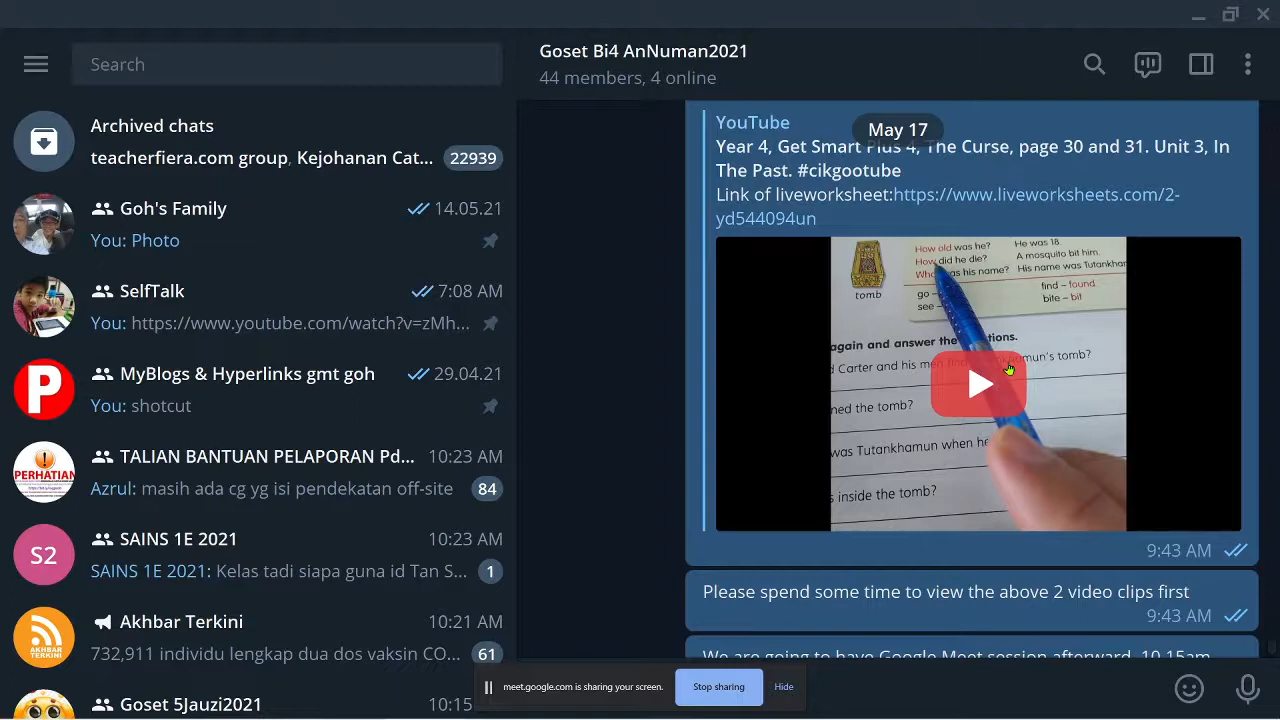 Search
Archived chats
teacherfiera.com group, Kejohanan Cat...
22939
Goh's Family
14.05.21
You: Photo
SelfTalk
7:08 AM
You: https://www.youtube.com/watch?v=zMh...
P
MyBlogs & Hyperlinks gmt goh
29.04.21
You: shotcut
PERHATIAN
TALIAN BANTUAN PELAPORAN Pd...
10:23 AM
Azrul: masih ada cg yg isi pendekatan off-site
84
S2
SAINS 1E 2021
10:23 AM
SAINS 1E 2021: Kelas tadi siapa guna id Tan S...
1
AKHBAR
TERKINI
Akhbar Terkini
10:21 AM
732,911 individu lengkap dua dos vaksin CO...
61
Goset 5Jauzi2021
10:15
Goset Bi4 AnNuman2021
44 members, 4 online
May 17
YouTube
Year 4, Get Smart Plus 4, The Curse, page 30 and 31. Unit 3, In
The Past. #cikgootube
Link of liveworksheet:https://www.liveworksheets.com/2-
yd544094un
How old was he? He was 18.
How did he die? A mosquito bit him.
was his name? His name was Tutankham
tomb
go –
see –
find – found
bite – bit
again and answer the
ions.
d Carter and his men
's tomb?
ned the tomb?
was Tutankhamun when he
s inside the tomb?
9:43 AM
Please spend some time to view the above 2 video clips first
9:43 AM
We are going to have Google Meet session afterward, 10.15am
meet.google.com is sharing your screen.
Stop sharing
Hide